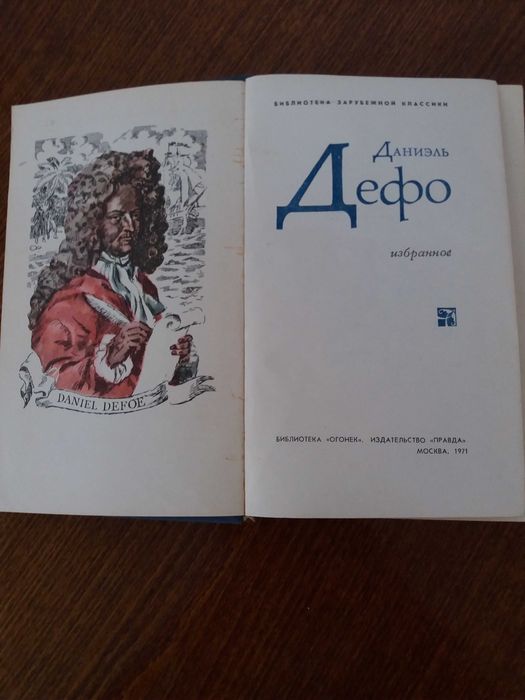 DANIEL DEFOE
БИБЛИОТЕКА ЗАРУБЕЖНОЙ КЛАССИКИ
ДАНИЭЛЬ
Дефо
избранное
БИБЛИОТЕКА «ОГОНЕК». ИЗДАТЕЛЬСТВО «ПРАВДА»
МОСКВА, 1971